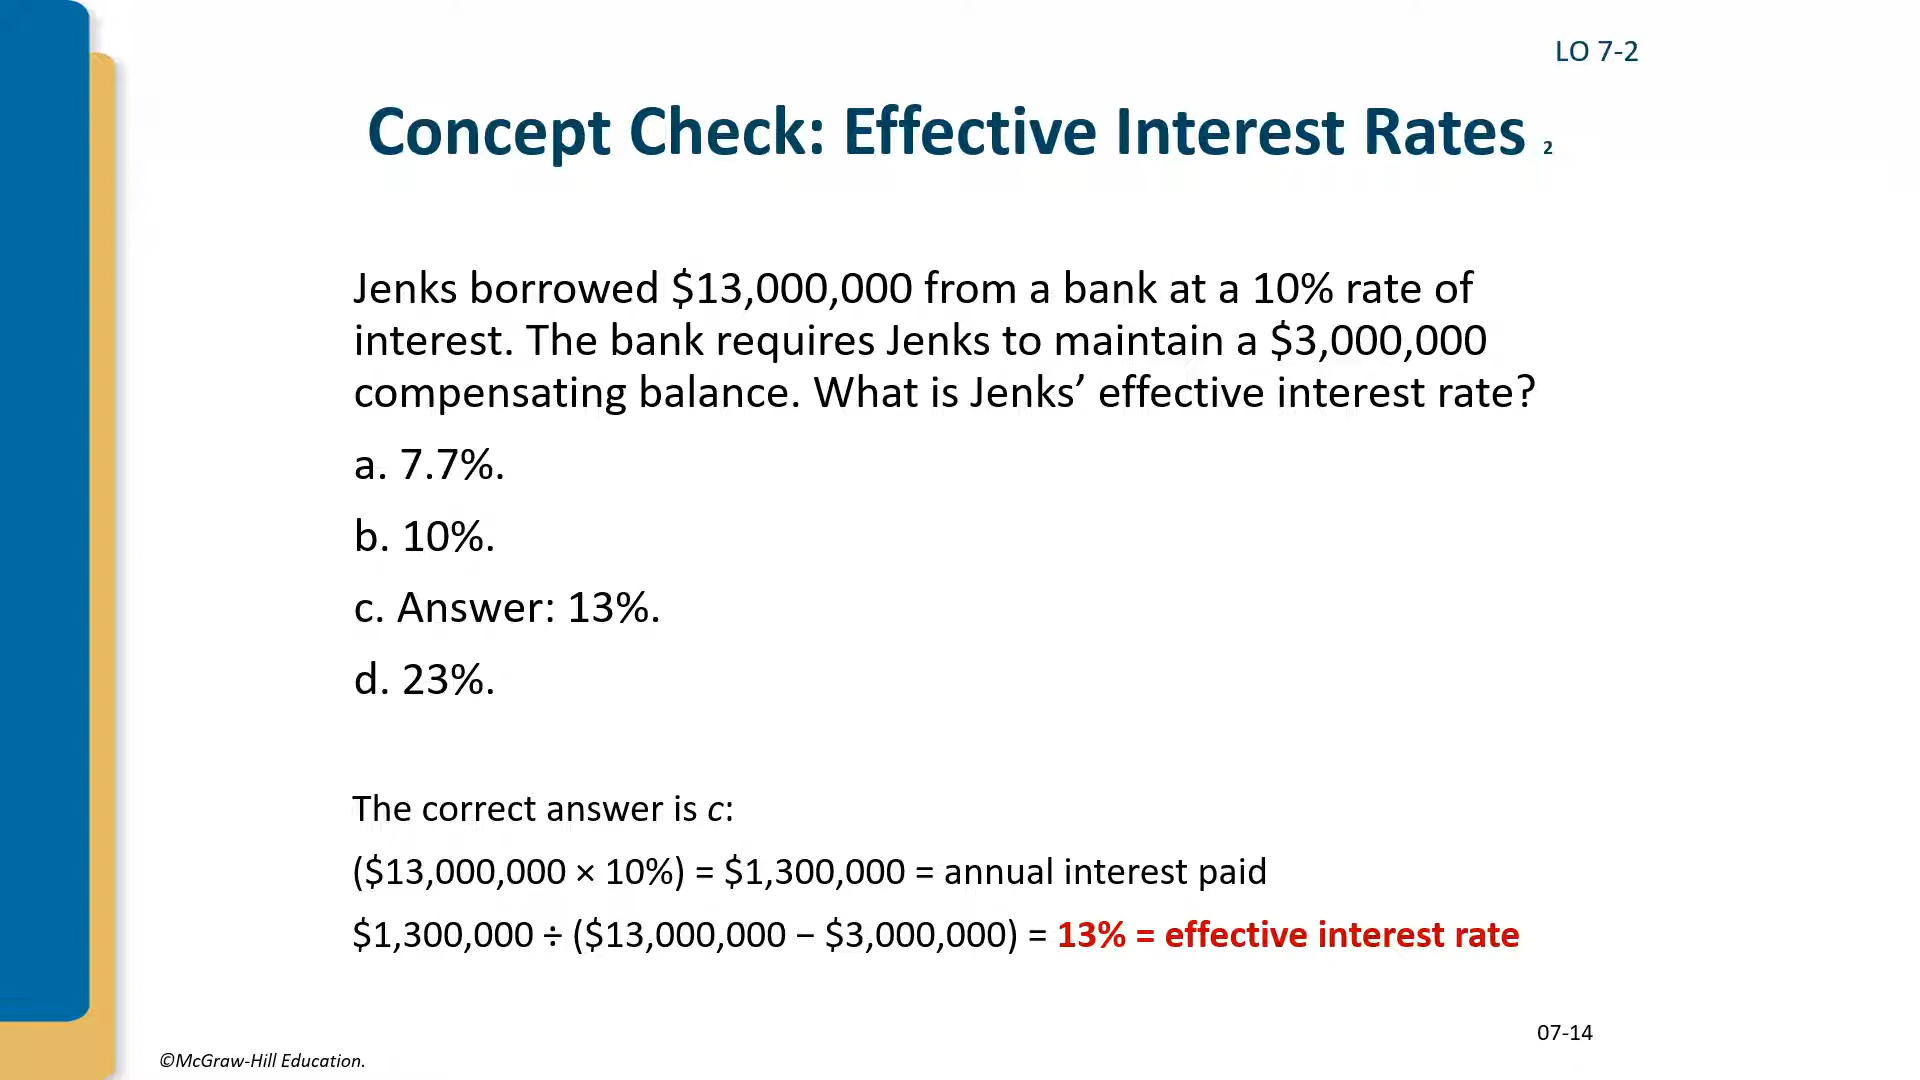 LO 7-2
Concept Check: Effective Interest Rates 2
Jenks borrowed $13,000,000 from a bank at a 10% rate of
interest. The bank requires Jenks to maintain a $3,000,000
compensating balance. What is Jenks’ effective interest rate?
a. 7.7%.
b. 10%.
c. Answer: 13%.
d. 23%.
The correct answer is c:
($13,000,000 × 10%) = $1,300,000 = annual interest paid
$1,300,000 ÷ ($13,000,000 − $3,000,000) = 13% = effective interest rate
07-14
©McGraw-Hill Education.